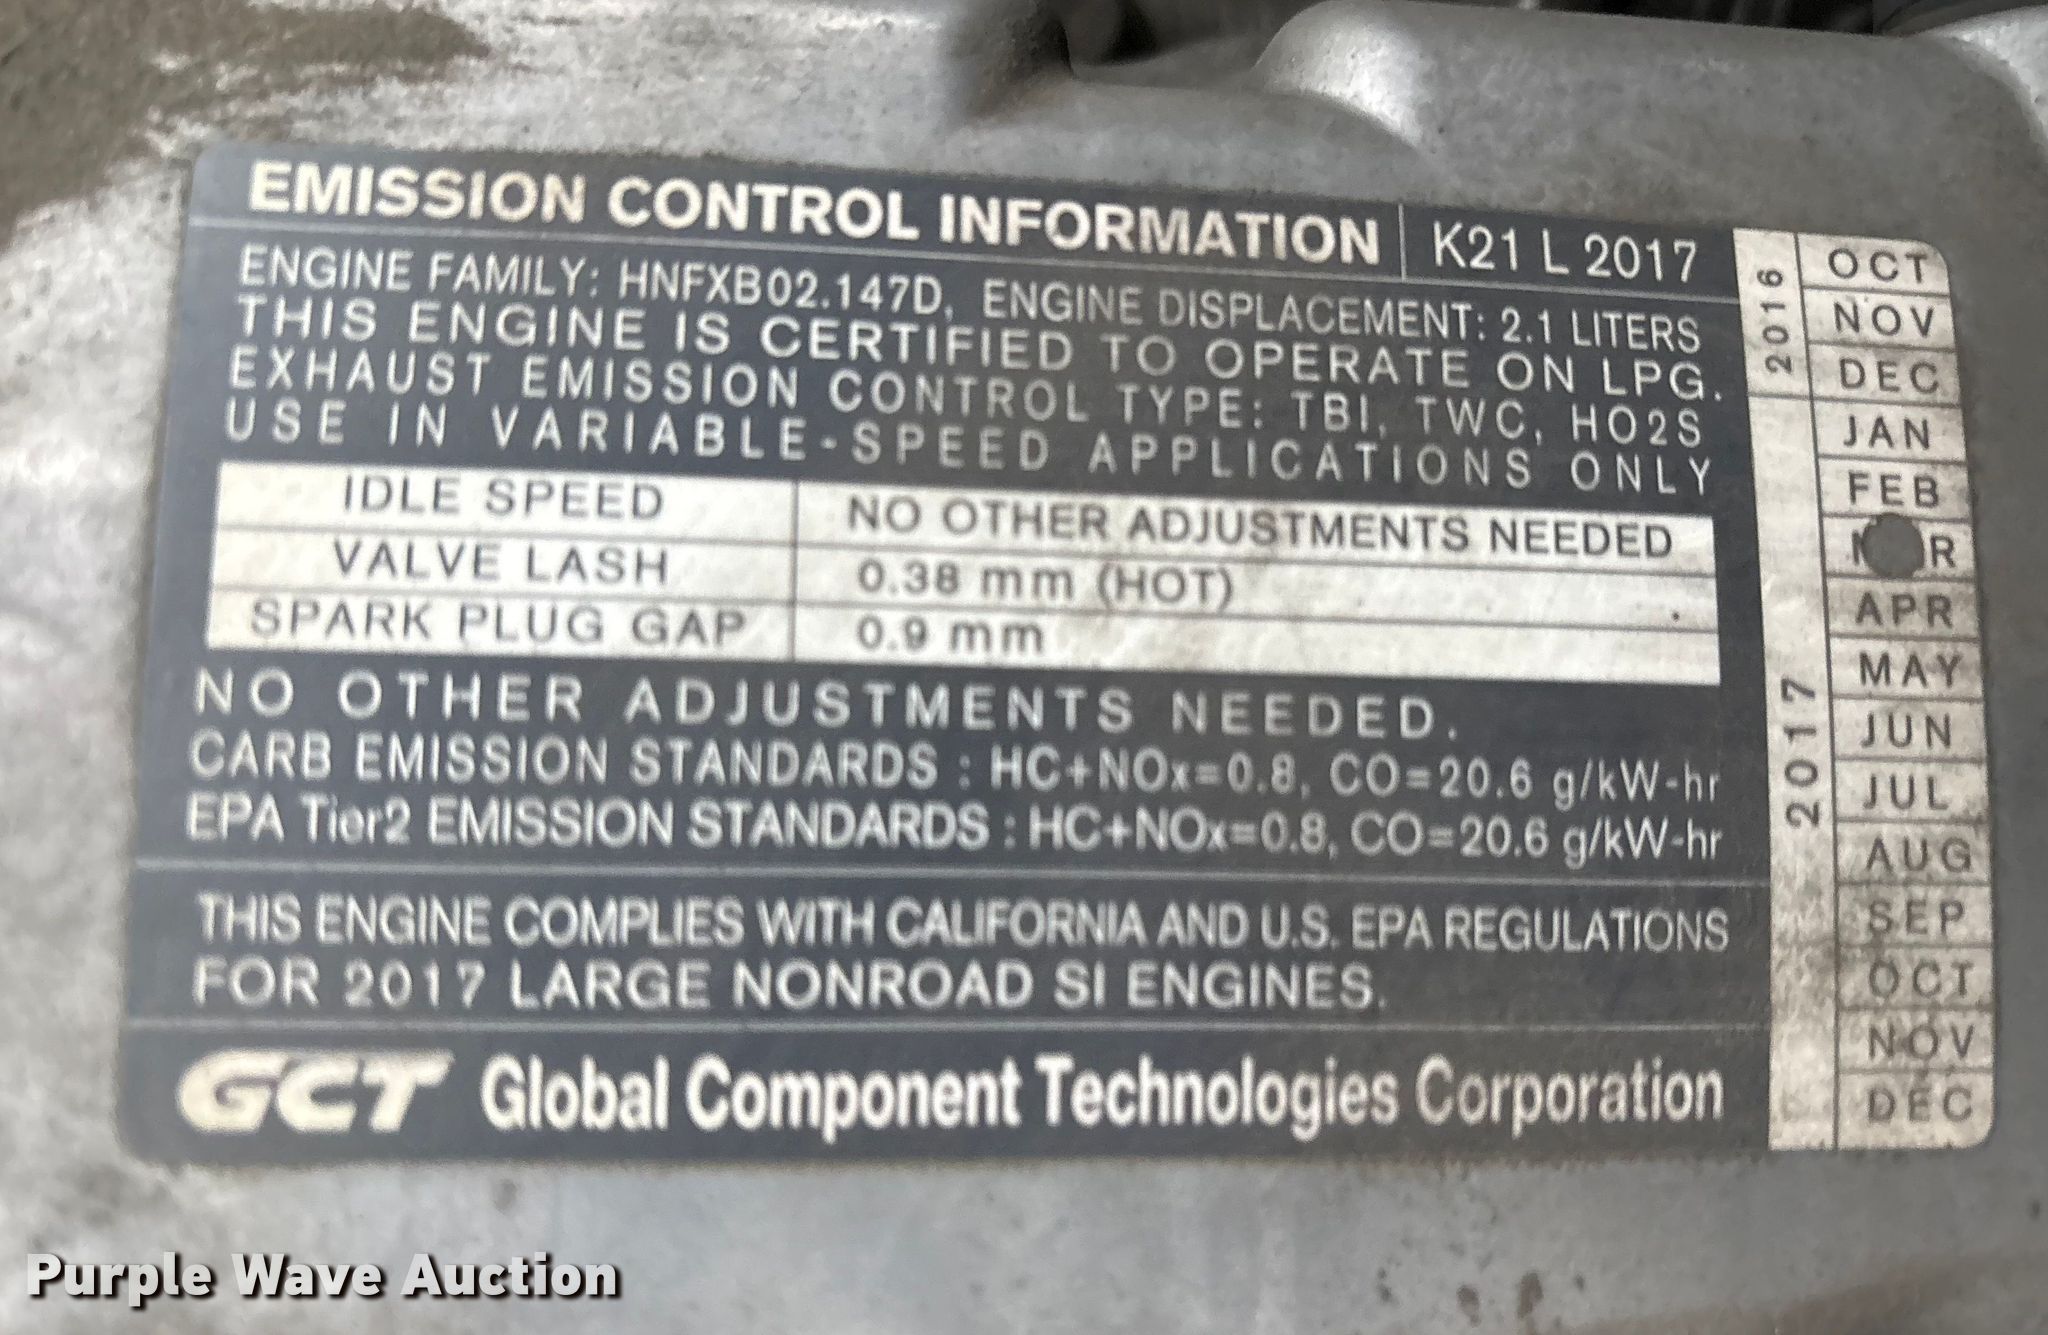 EMISSION CONTROL INFORMATION K21 L 2017
ENGINE FAMILY: HNFXB02.147D, ENGINE DISPLACEMENT: 2.1 LITERS
THIS ENGINE IS CERTIFIED TO OPERATE ON LPG.
EXHAUST EMISSION CONTROL TYPE: TBI, TWC, HO2S
USE IN VARIABLE-SPEED APPLICATIONS ONLY
IDLE SPEED NO OTHER ADJUSTMENTS NEEDED
VALVE LASH 0.38 mm (HOT)
SPARK PLUG GAP 0.9 mm
NO OTHER ADJUSTMENTS NEEDED.
CARB EMISSION STANDARDS : HC+NOx=0.8, CO=20.6 g/kW-hr
EPA Tier2 EMISSION STANDARDS : HC+NOx=0.8, CO=20.6 g/kW-hr
THIS ENGINE COMPLIES WITH CALIFORNIA AND U.S. EPA REGULATIONS
FOR 2017 LARGE NONROAD SI ENGINES.
GCT Global Component Technologies Corporation
2016
OCT
NOV
DEC
2017
JAN
FEB
APR
MAY
JUN
JUL
AUG
SEP
OCT
NOV
DEC
Purple Wave Auction